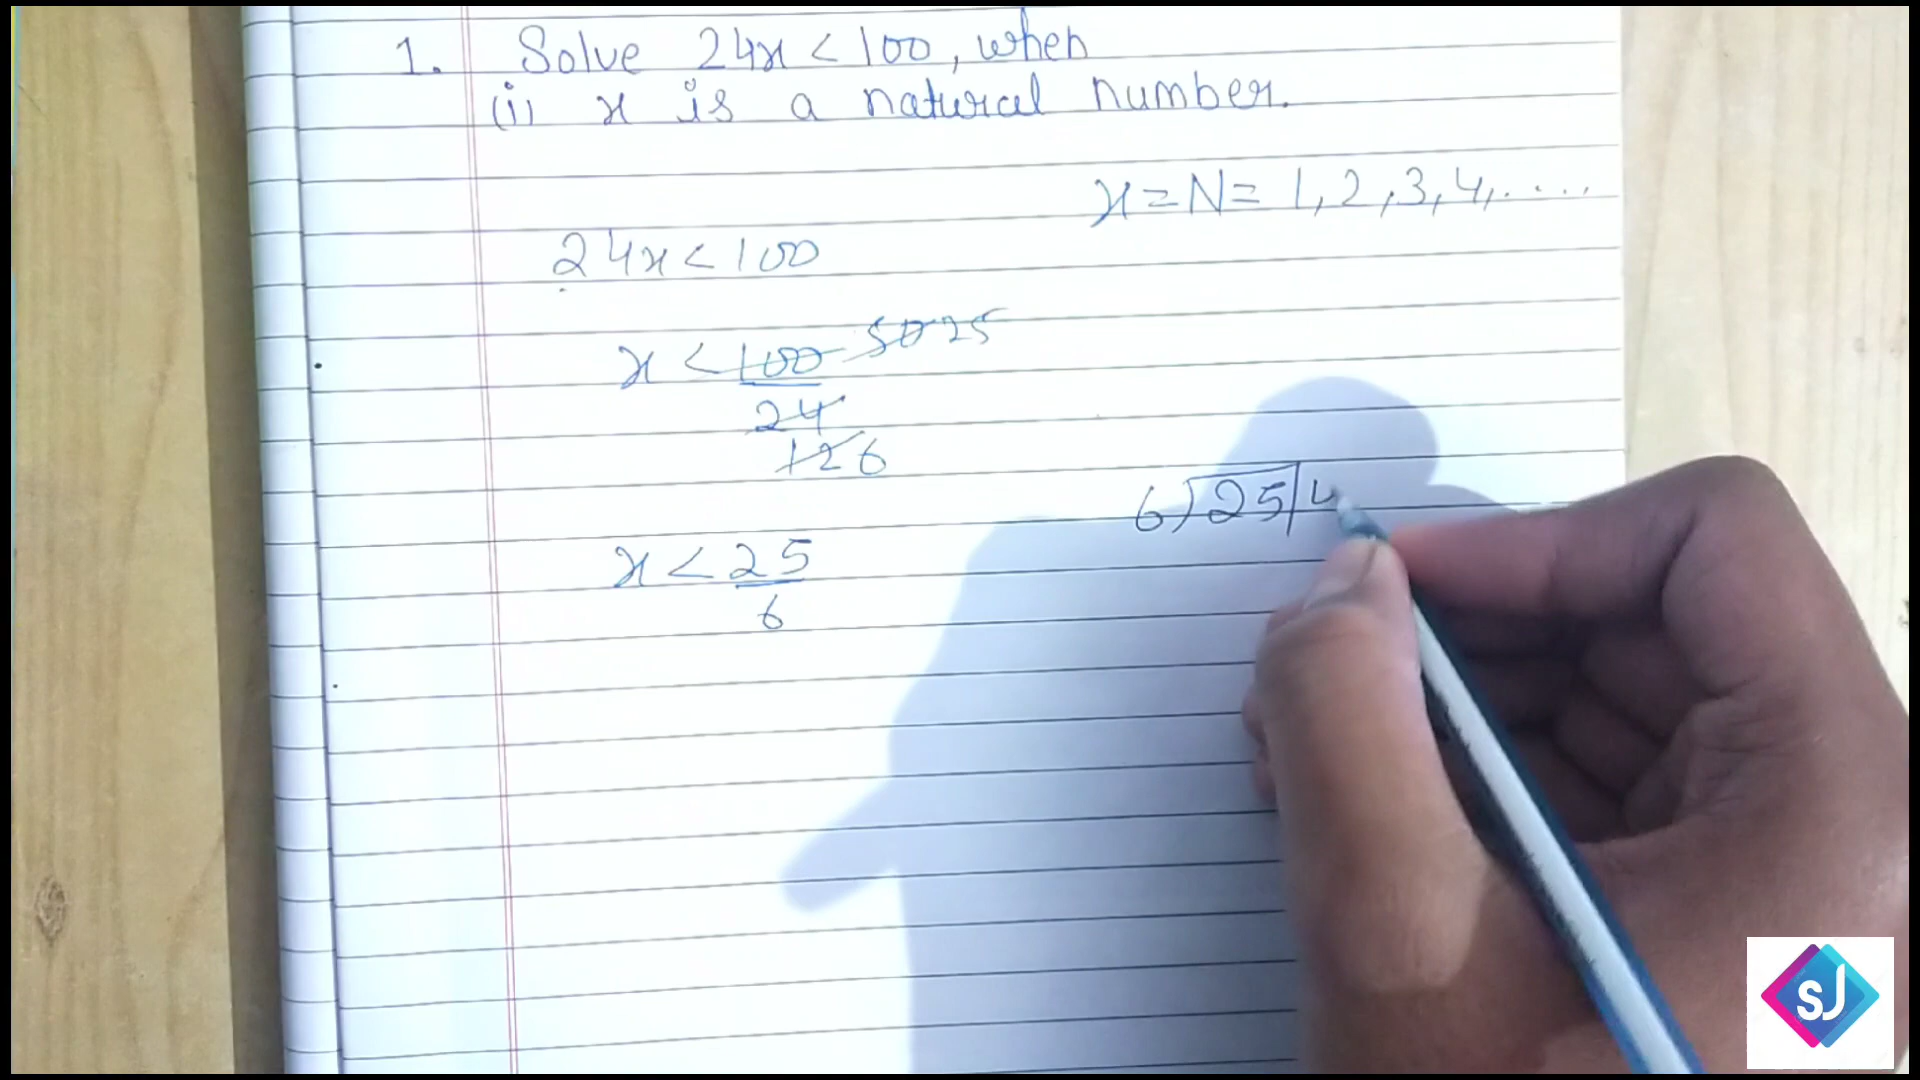 1. Solve 24x < 100, when
(i) x is a natural number.
x = N = 1, 2, 3, 4, .....
24x < 100
x < 100 50 25
24
12 6
6) 25 | 4
x < 25
6
SJ